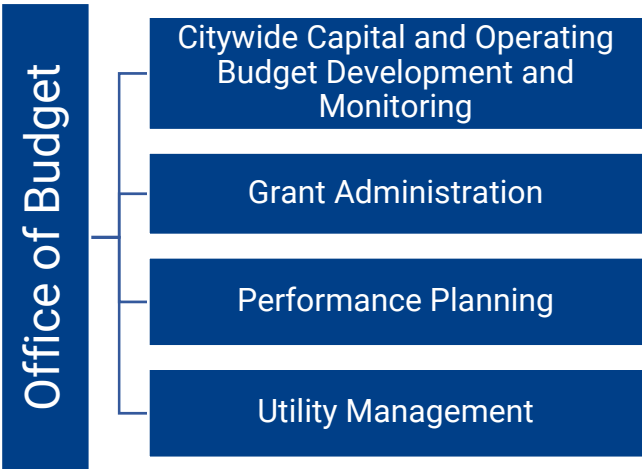 Office of Budget
Citywide Capital and Operating
Budget Development and
Monitoring
Grant Administration
Performance Planning
Utility Management